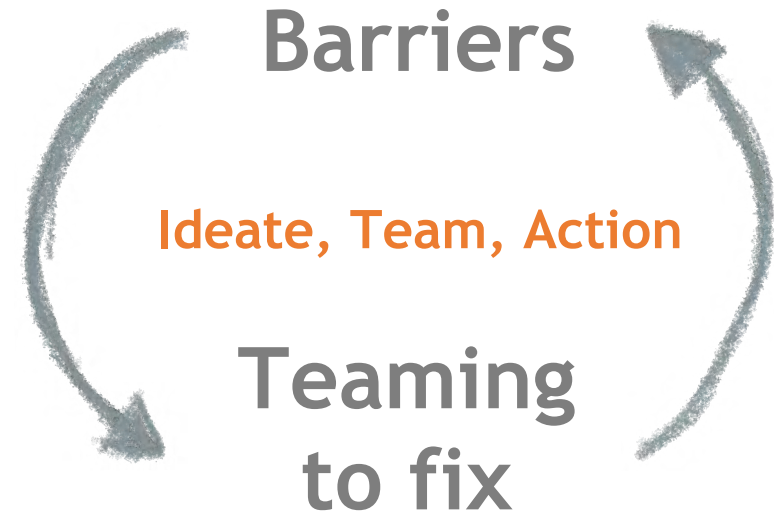 Barriers
Ideate, Team, Action
Teaming
to fix